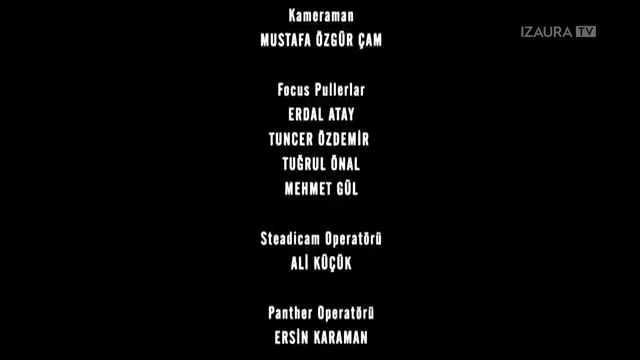 Kameraman
IZAURA TV
MUSTAFA ÖZGÜR ÇAM
Focus Pullerlar
ERDAL ATAY
TUNCER ÖZDEMİR
TUĞRUL ÖNAL
MEHMET GÜL
Steadicam Operatörü
ALİ KÜÇÜK
Panther Operatörü
ERSİN KARAMAN